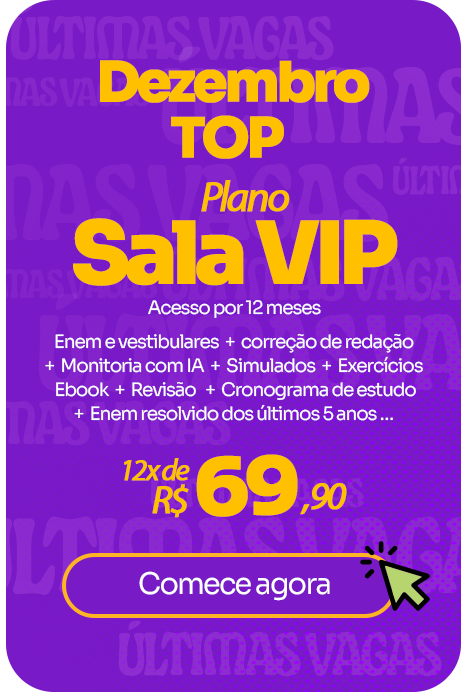 ÚLTIMAS VAGAS
Dezembro
TOP
Plano
Sala VIP
Acesso por 12 meses
Enem e vestibulares + correção de redação
+ Monitoria com IA + Simulados + Exercícios
Ebook + Revisão + Cronograma de estudo
+ Enem resolvido dos últimos 5 anos ...
12x de
R$ 69,90
Comece agora
ÚLTIMAS VAGAS